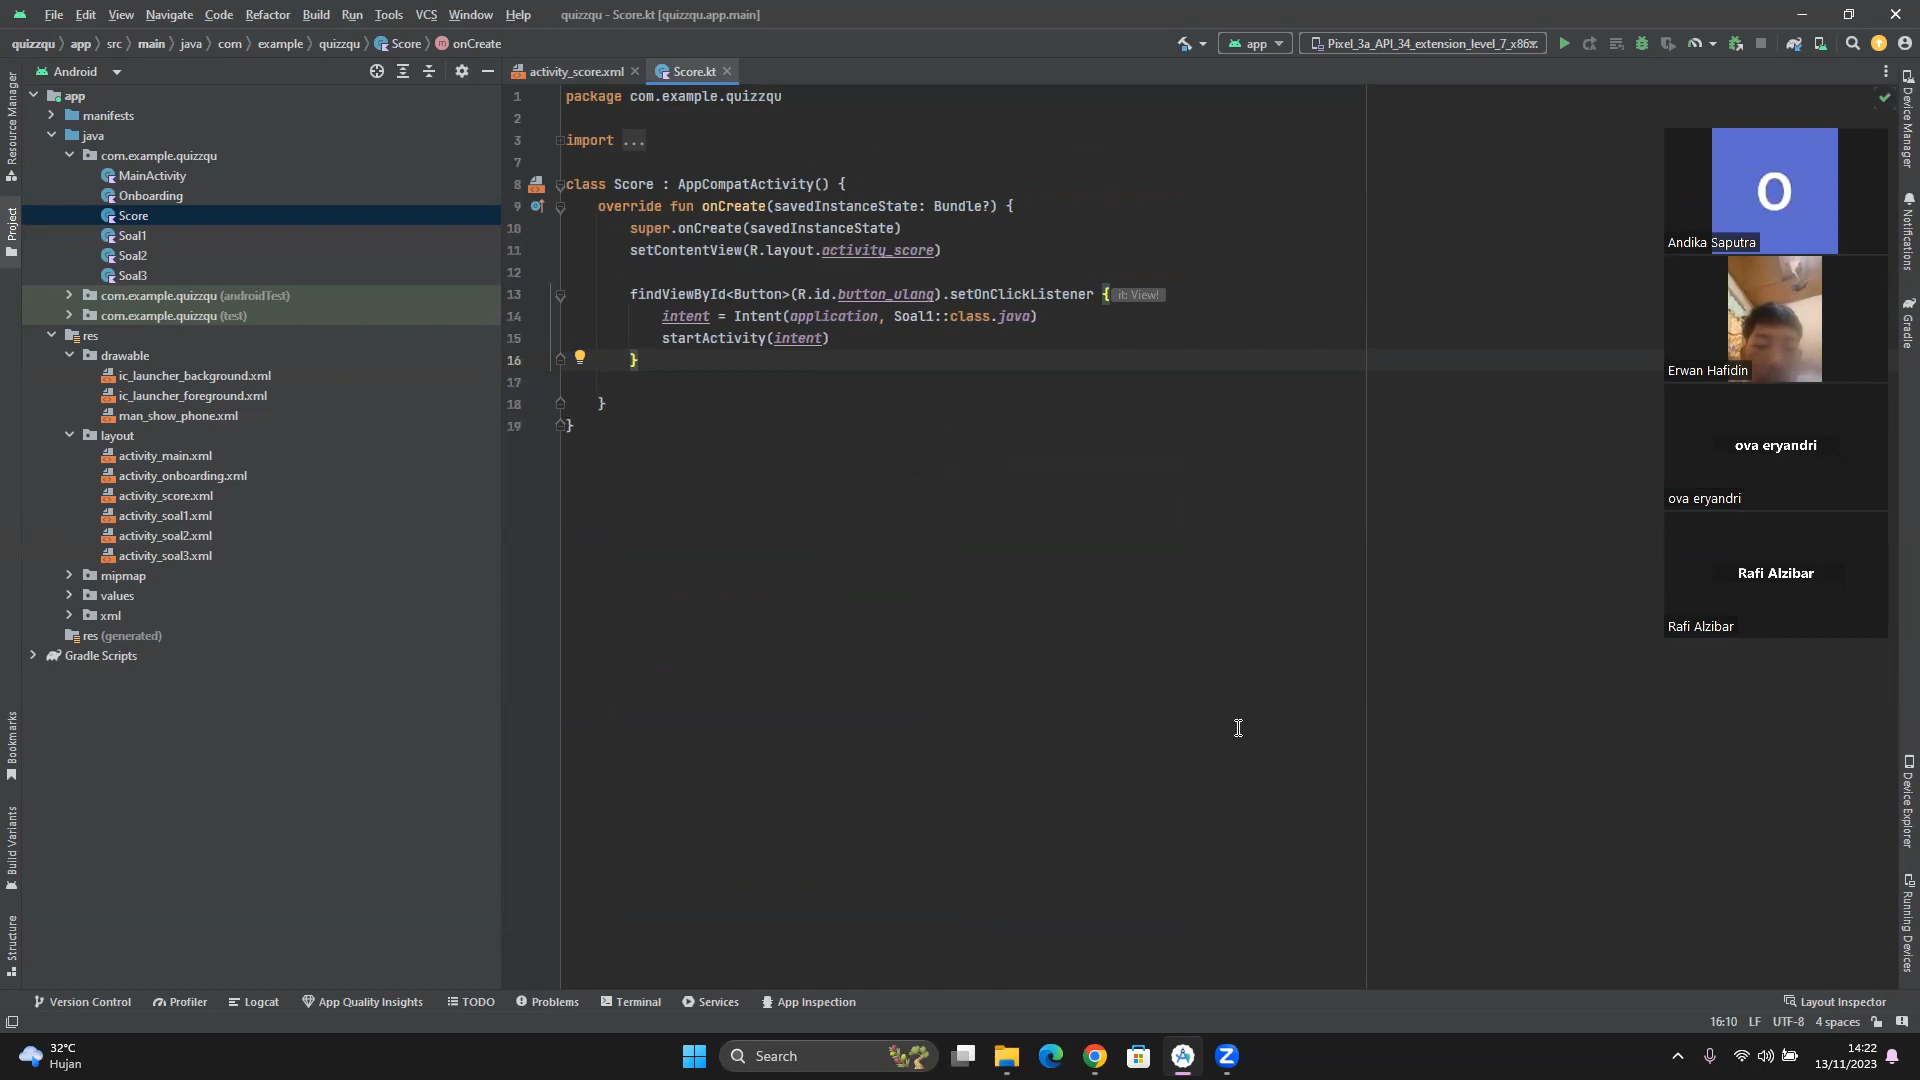 File Edit View Navigate Code Refactor Build Run Tools VCS Window Help quizzqu - Score.kt [quizzqu.app.main]
quizzqu app src main java com example quizzqu Score onCreate app Pixel_3a_API_34_extension_level_7_x86
Android
activity_score.xml Score.kt
app
manifests
java
com.example.quizzqu
MainActivity
Onboarding
Score
Soal1
Soal2
Soal3
com.example.quizzqu (androidTest)
com.example.quizzqu (test)
res
drawable
ic_launcher_background.xml
ic_launcher_foreground.xml
man_show_phone.xml
layout
activity_main.xml
activity_onboarding.xml
activity_score.xml
activity_soal1.xml
activity_soal2.xml
activity_soal3.xml
mipmap
values
xml
res (generated)
Gradle Scripts
Resource Manager
Project
Bookmarks
Build Variants
Structure
1 package com.example.quizzqu
2
3 import ...
7
8 class Score : AppCompatActivity() {
9 override fun onCreate(savedInstanceState: Bundle?) {
10 super.onCreate(savedInstanceState)
11 setContentView(R.layout.activity_score)
12
13 findViewById<Button>(R.id.button_ulang).setOnClickListener { it: View!
14 intent = Intent(application, Soal1::class.java)
15 startActivity(intent)
16 }
17
18 }
19 }
O
Andika Saputra
Erwan Hafidin
ova eryandri
ova eryandri
Rafi Alzibar
Rafi Alzibar
Device Manager
Notifications
Gradle
Device Explorer
Running Devices
Version Control Profiler Logcat App Quality Insights TODO Problems Terminal Services App Inspection Layout Inspector
16:10 LF UTF-8 4 spaces
32°C
Hujan
Search
14:22
13/11/2023